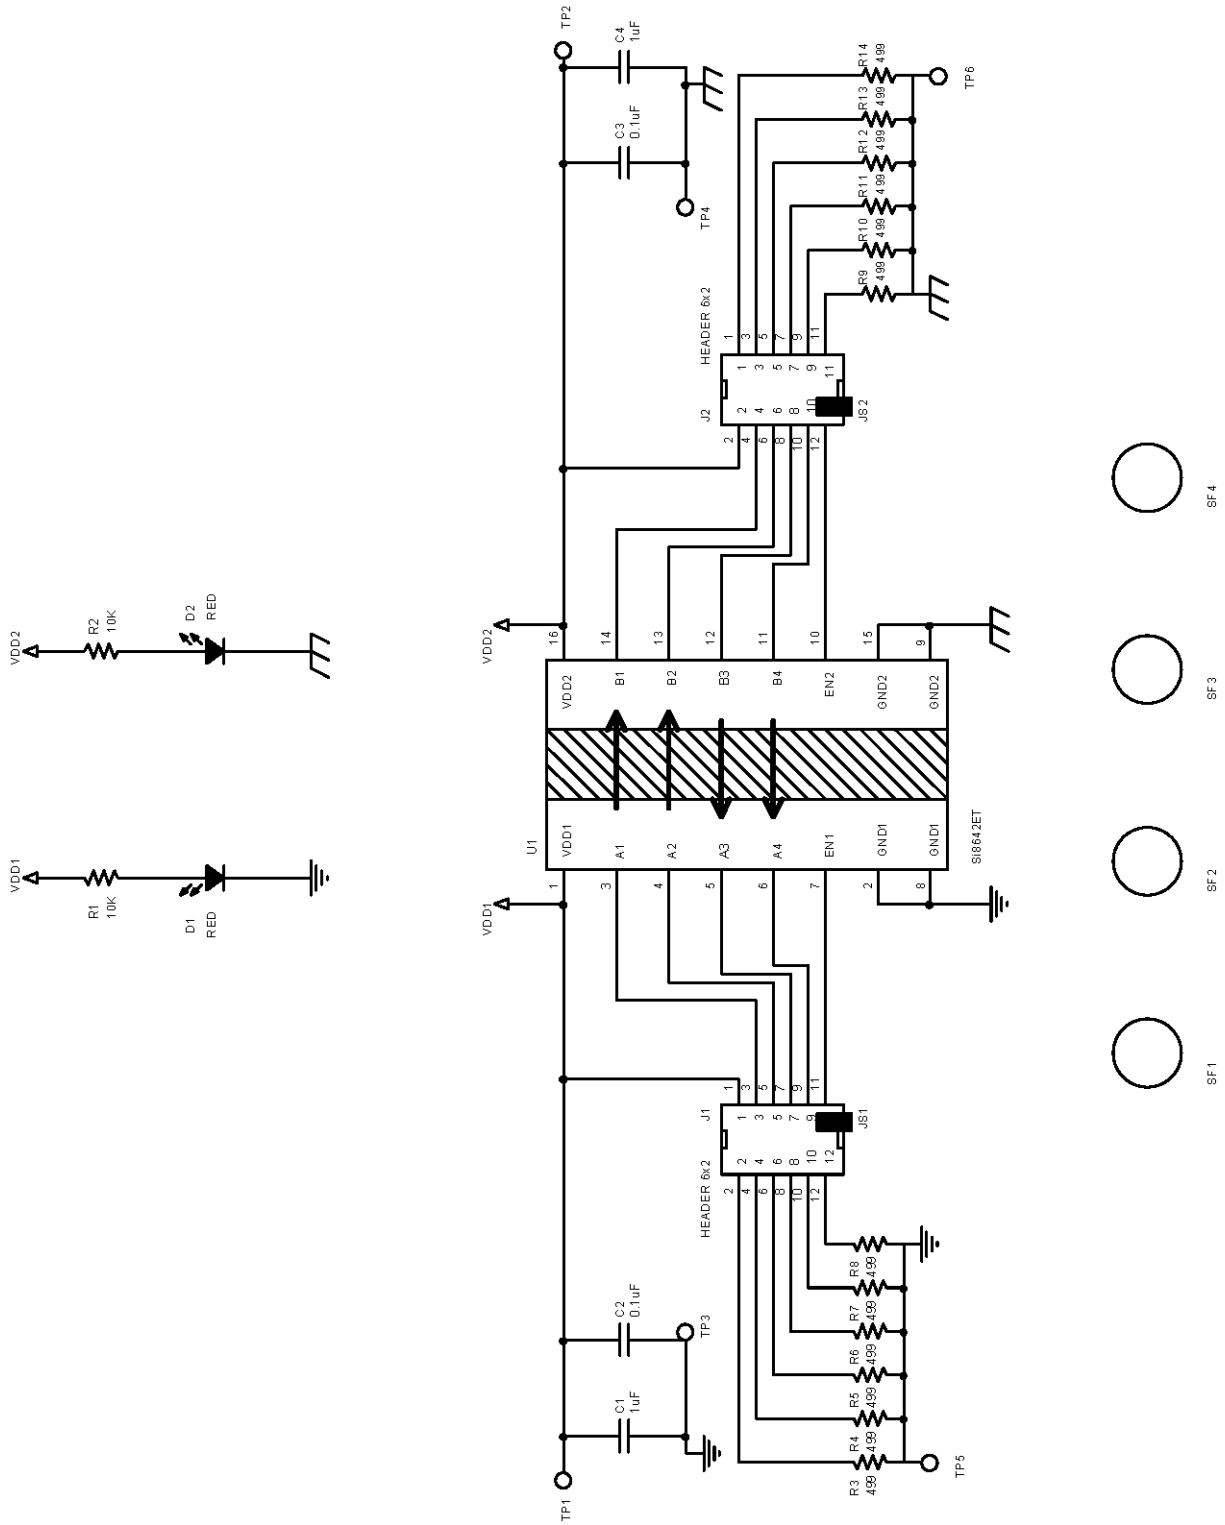 VDD1
R1
10K
D1
RED
VDD2
R2
10K
D2
RED
TP1
C1
1uF
C2
0.1uF
TP3
VDD1
U1
VDD1
A1
A2
A3
A4
EN1
GND1
GND1
1
3
4
5
6
7
2
8
VDD2
B1
B2
B3
B4
EN2
GND2
GND2
16
14
13
12
11
10
15
9
Si8642ET
VDD2
C3
0.1uF
C4
1uF
TP2
TP4
HEADER 6x2
J1
2
4
6
8
10
12
2
4
6
8
10
12
1
3
5
7
9
1
3
5
7
9
11
JS1
R3
499
R4
499
R5
499
R6
499
R7
499
R8
499
TP5
J2
HEADER 6x2
2
4
6
8
10
12
2
4
6
8
10
1
3
5
7
9
11
1
3
5
7
9
11
JS2
R9
499
R10
499
R11
499
R12
499
R13
499
R14
499
TP6
SF1
SF2
SF3
SF4